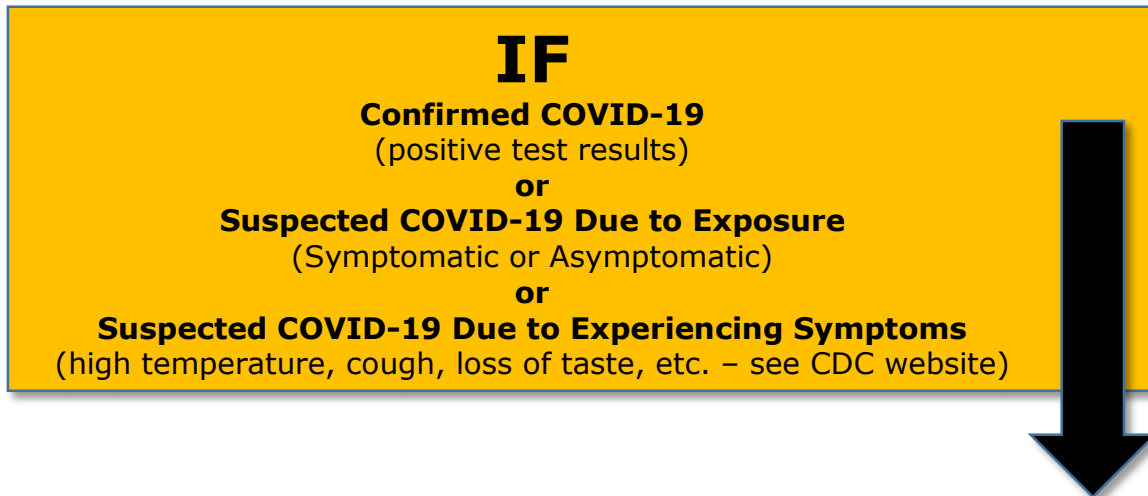 IF
Confirmed COVID-19
(positive test results)
or
Suspected COVID-19 Due to Exposure
(Symptomatic or Asymptomatic)
or
Suspected COVID-19 Due to Experiencing Symptoms
(high temperature, cough, loss of taste, etc. – see CDC website)